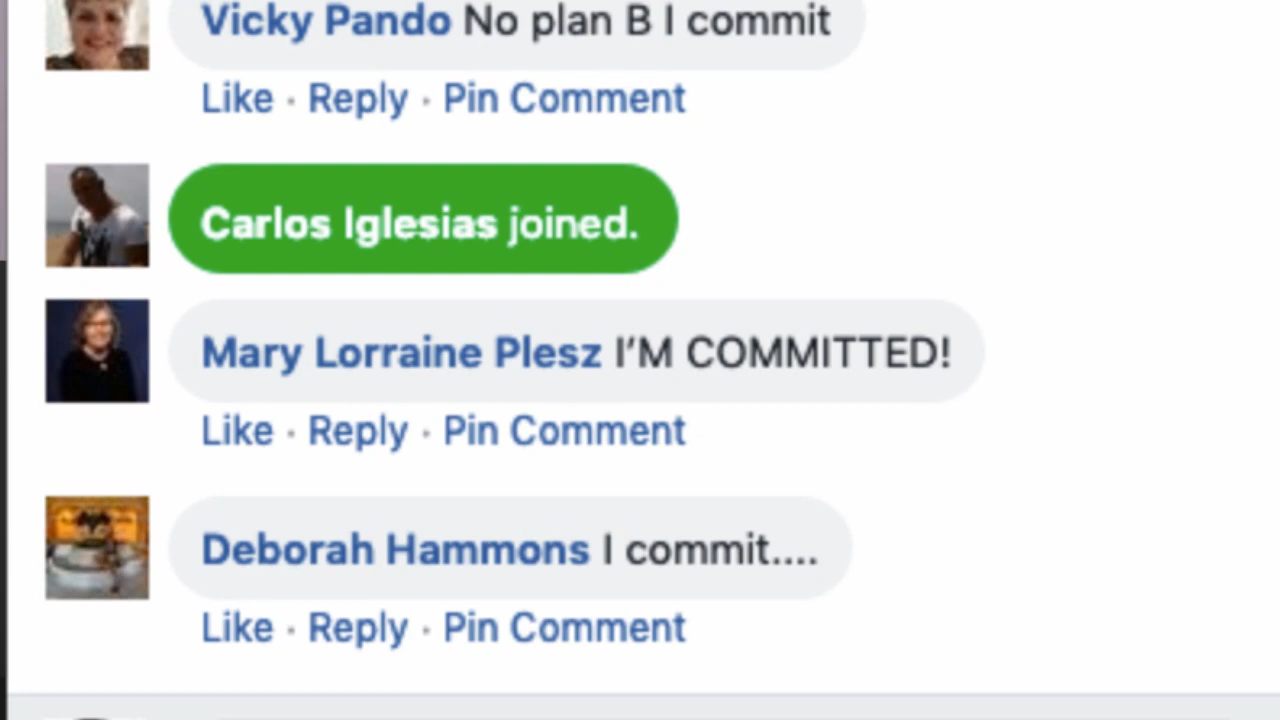 Vicky Pando No plan B I commit
Like · Reply · Pin Comment
Carlos Iglesias joined.
Mary Lorraine Plesz I'M COMMITTED!
Like · Reply · Pin Comment
Deborah Hammons I commit....
Like · Reply · Pin Comment